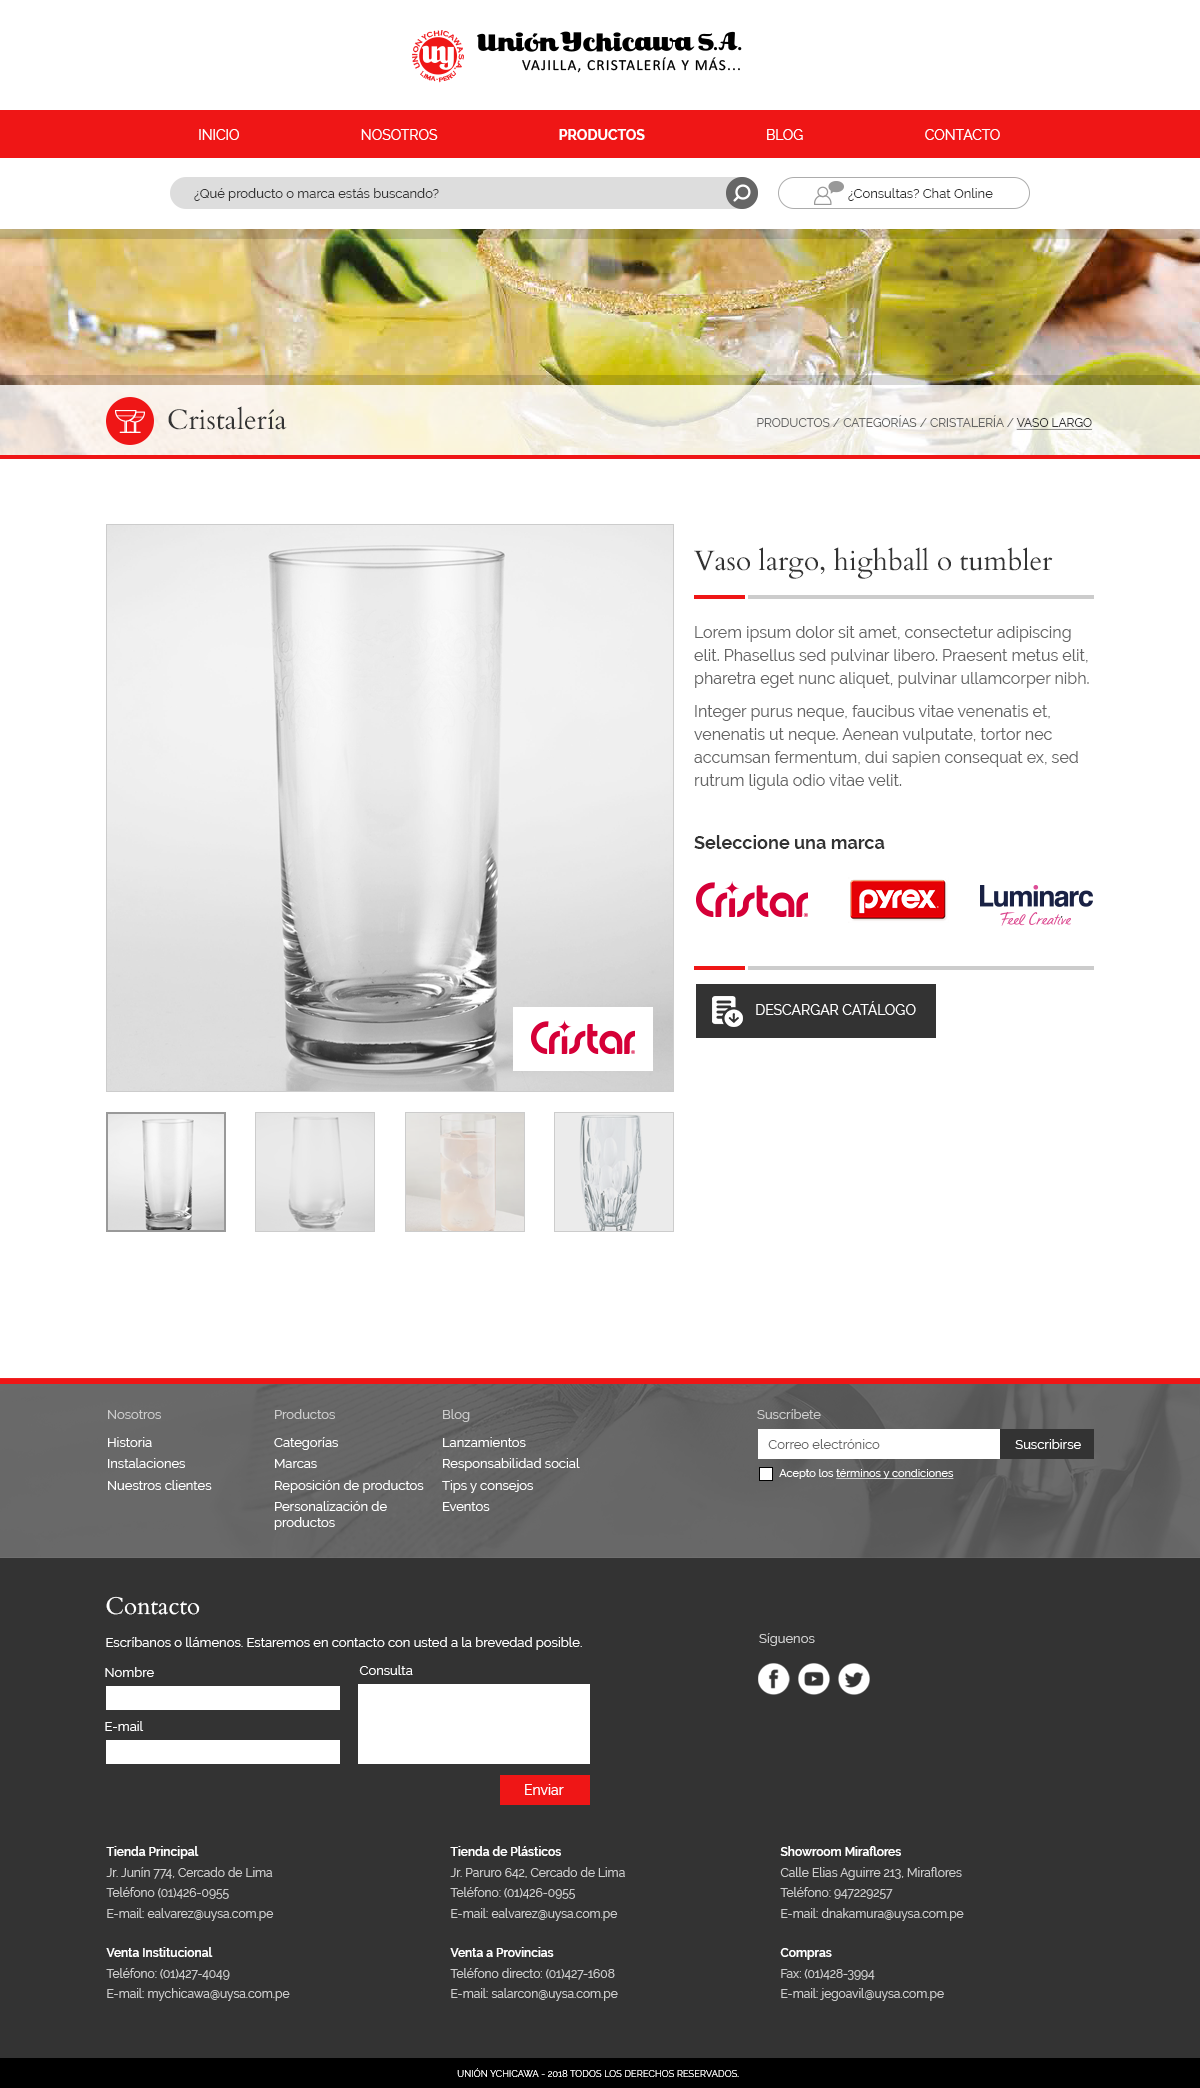 UNION YCHICAWA S.A.
uyj
LIMA-PERU
Unión Ychicawa S.A.
VAJILLA, CRISTALERÍA Y MÁS...
INICIO NOSOTROS PRODUCTOS BLOG CONTACTO
¿Qué producto o marca estás buscando?
¿Consultas? Chat Online
Cristalería
PRODUCTOS / CATEGORÍAS / CRISTALERÍA / VASO LARGO
Vaso largo, highball o tumbler
Lorem ipsum dolor sit amet, consectetur adipiscing
elit. Phasellus sed pulvinar libero. Praesent metus elit,
pharetra eget nunc aliquet, pulvinar ullamcorper nibh.
Integer purus neque, faucibus vitae venenatis et,
venenatis ut neque. Aenean vulputate, tortor nec
accumsan fermentum, dui sapien consequat ex, sed
rutrum ligula odio vitae velit.
Seleccione una marca
Cristar
pyrex
Luminarc
Feel Creative
DESCARGAR CATÁLOGO
Cristar
Nosotros
Historia
Instalaciones
Nuestros clientes
Productos
Categorías
Marcas
Reposición de productos
Personalización de
productos
Blog
Lanzamientos
Responsabilidad social
Tips y consejos
Eventos
Suscríbete
Correo electrónico
Suscribirse
Acepto los términos y condiciones
Contacto
Escríbanos o llámenos. Estaremos en contacto con usted a la brevedad posible.
Nombre
E-mail
Consulta
Enviar
Síguenos
Tienda Principal
Jr. Junín 774, Cercado de Lima
Teléfono (01)426-0955
E-mail: ealvarez@uysa.com.pe
Tienda de Plásticos
Jr. Paruro 642, Cercado de Lima
Teléfono: (01)426-0955
E-mail: ealvarez@uysa.com.pe
Showroom Miraflores
Calle Elías Aguirre 213, Miraflores
Teléfono: 947229257
E-mail: dnakamura@uysa.com.pe
Venta Institucional
Teléfono: (01)427-4049
E-mail: mychicawa@uysa.com.pe
Venta a Provincias
Teléfono directo: (01)427-1608
E-mail: salarcon@uysa.com.pe
Compras
Fax: (01)428-3994
E-mail: jegoavil@uysa.com.pe
UNIÓN YCHICAWA - 2018 TODOS LOS DERECHOS RESERVADOS.